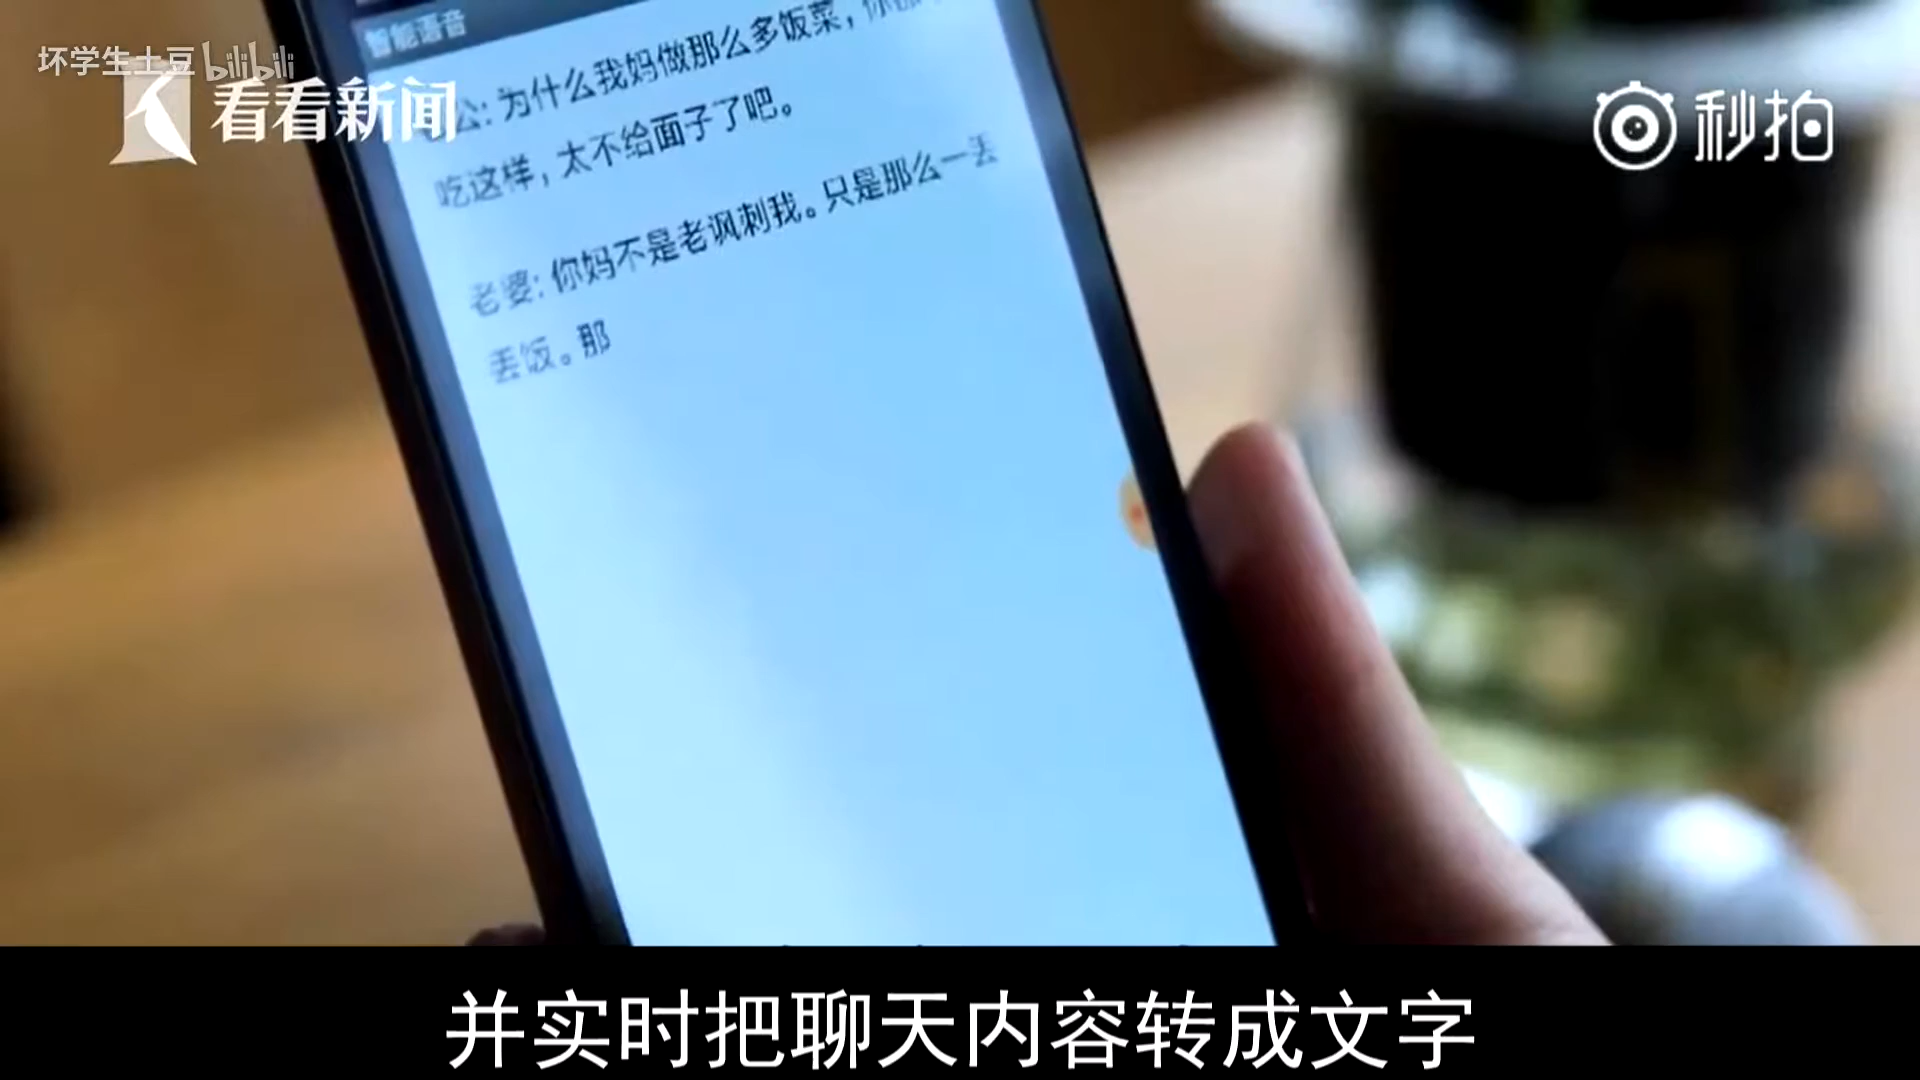 坏学生土豆 bilibili
看看新闻
秒拍
智能语音
公: 为什么我妈做那么多饭菜, 你
吃这样, 太不给面子了吧。
老婆: 你妈不是老讽刺我。只是那么一丢
丢饭。那
并实时把聊天内容转成文字